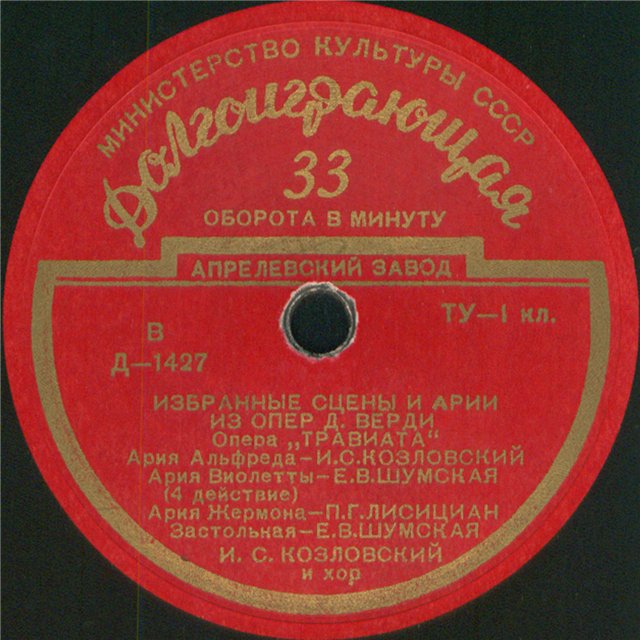 МИНИСТЕРСТВО КУЛЬТУРЫ СССР
Долгоиграющая
33
ОБОРОТА В МИНУТУ
АПРЕЛЕВСКИЙ ЗАВОД
В
Д—1427
ТУ—I кл.
ИЗБРАННЫЕ СЦЕНЫ И АРИИ
ИЗ ОПЕР Д. ВЕРДИ
Опера „ТРАВИАТА“
Ария Альфреда—И.С.КОЗЛОВСКИЙ
Ария Виолетты—Е.В.ШУМСКАЯ
(4 действие)
Ария Жермона—П.Г.ЛИСИЦИАН
Застольная—Е.В.ШУМСКАЯ
И. С. КОЗЛОВСКИЙ
и хор